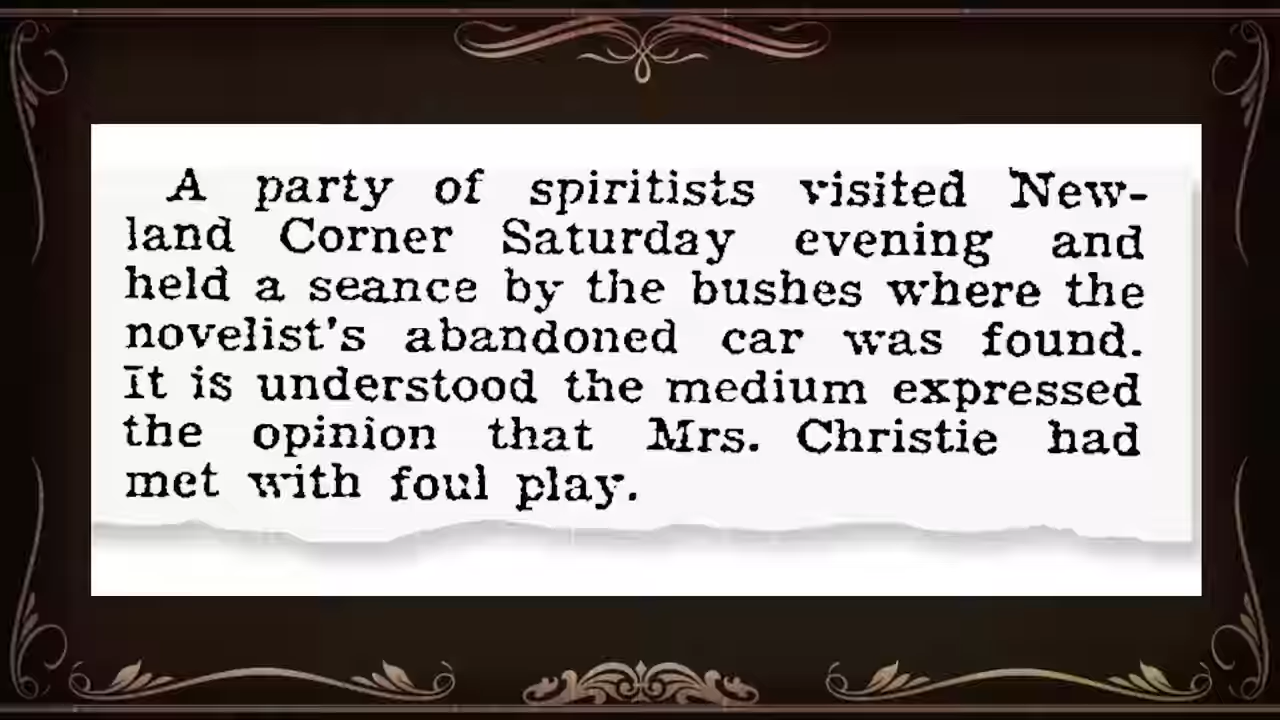 A party of spiritists visited New-
land Corner Saturday evening and
held a seance by the bushes where the
novelist's abandoned car was found.
It is understood the medium expressed
the opinion that Mrs. Christie had
met with foul play.